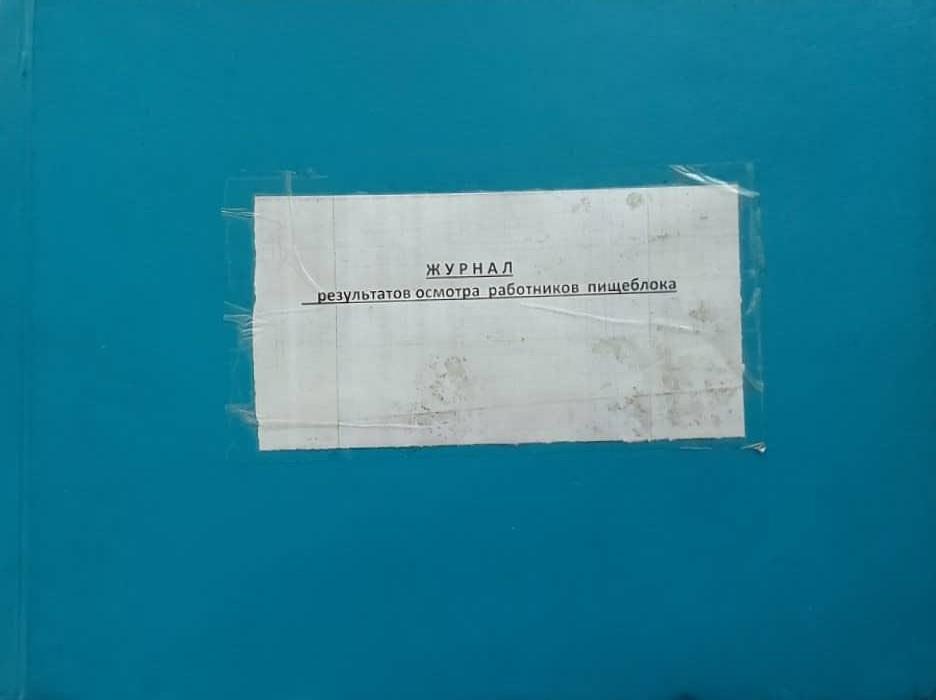 ЖУРНАЛ
результатов осмотра работников пищеблока